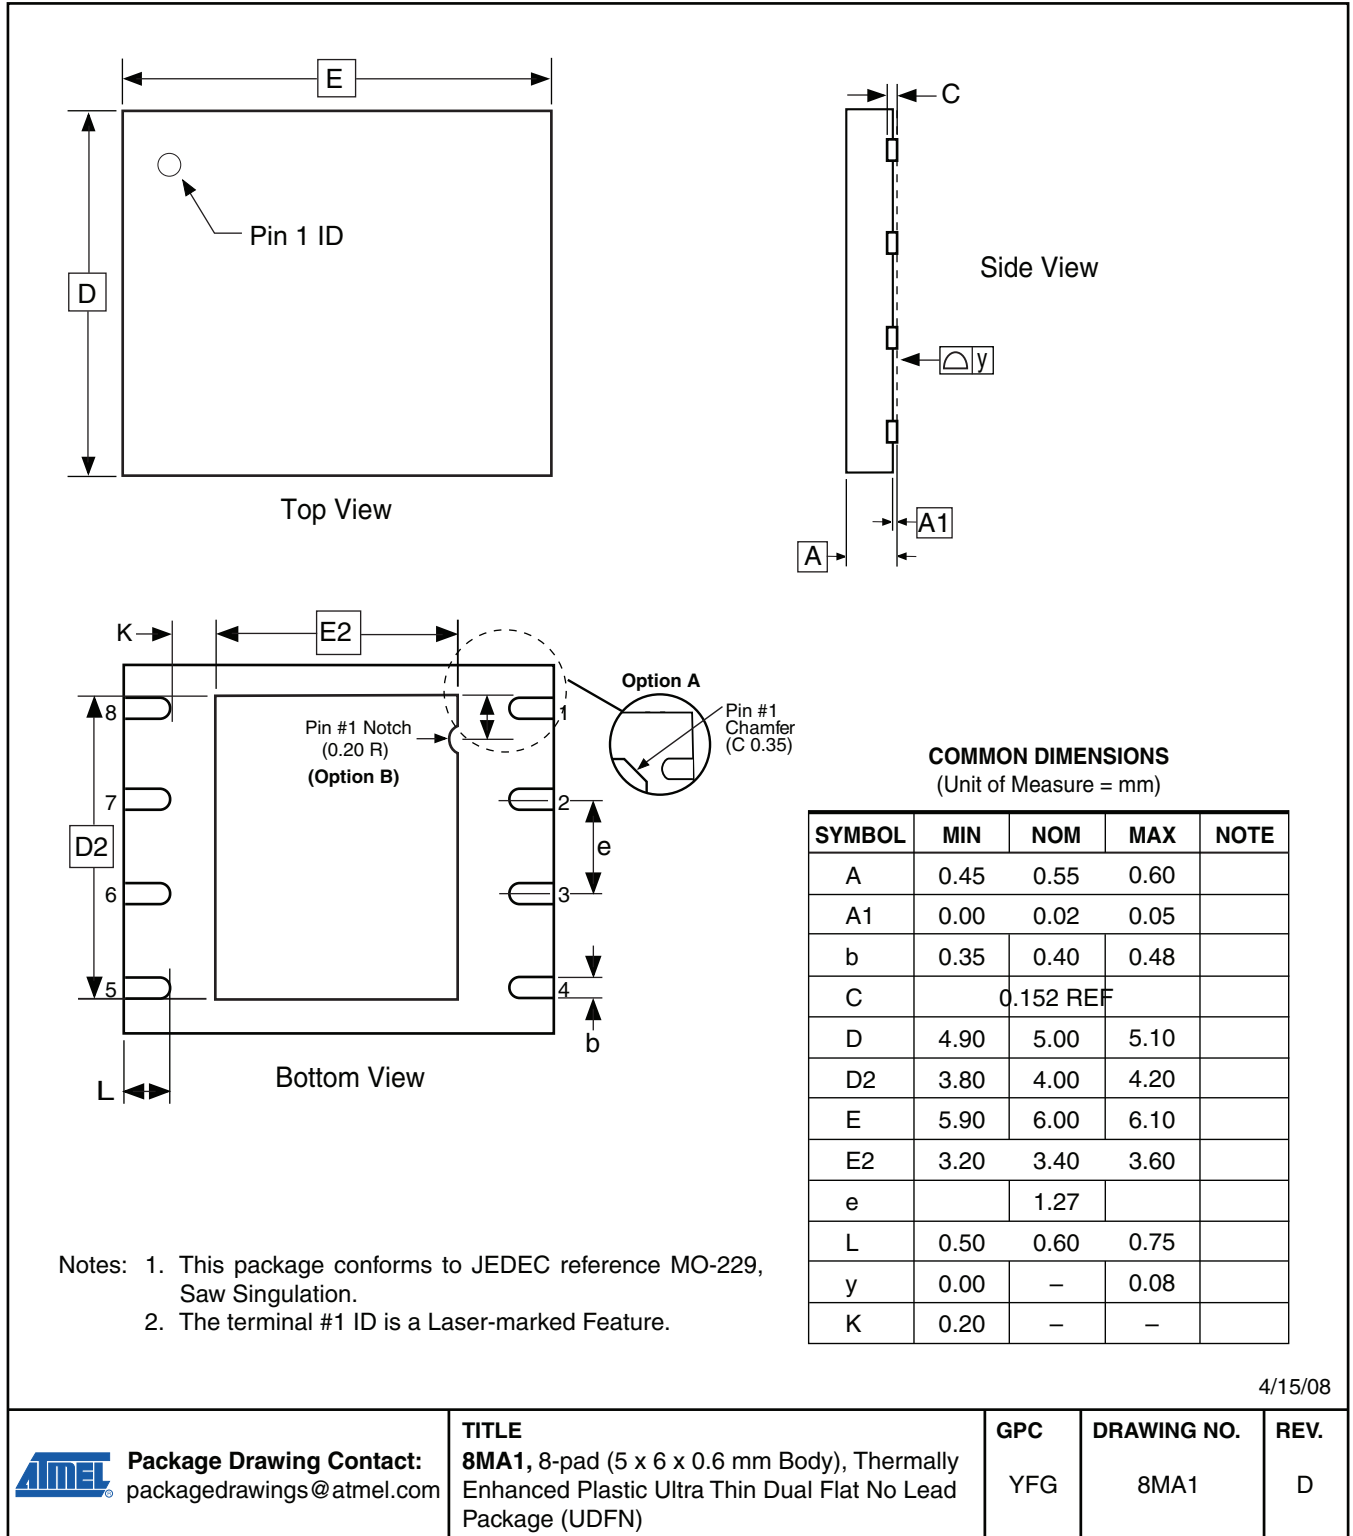 E
C
Pin 1 ID
D
Side View
y
Top View
A1
A
K
E2
Option A
8
1
Pin #1 Notch
(0.20 R)
(Option B)
Pin #1
Chamfer
(C 0.35)
7
2
D2
e
6
3
5
4
b
L
Bottom View
COMMON DIMENSIONS
(Unit of Measure = mm)
SYMBOL MIN NOM MAX NOTE
A 0.45 0.55 0.60
A1 0.00 0.02 0.05
b 0.35 0.40 0.48
C 0.152 REF
D 4.90 5.00 5.10
D2 3.80 4.00 4.20
E 5.90 6.00 6.10
E2 3.20 3.40 3.60
e 1.27
L 0.50 0.60 0.75
y 0.00 – 0.08
K 0.20 – –
Notes: 1. This package conforms to JEDEC reference MO-229,
Saw Singulation.
2. The terminal #1 ID is a Laser-marked Feature.
4/15/08
ATMEL ®
Package Drawing Contact:
packagedrawings@atmel.com
TITLE
8MA1, 8-pad (5 x 6 x 0.6 mm Body), Thermally
Enhanced Plastic Ultra Thin Dual Flat No Lead
Package (UDFN)
GPC
YFG
DRAWING NO.
8MA1
REV.
D